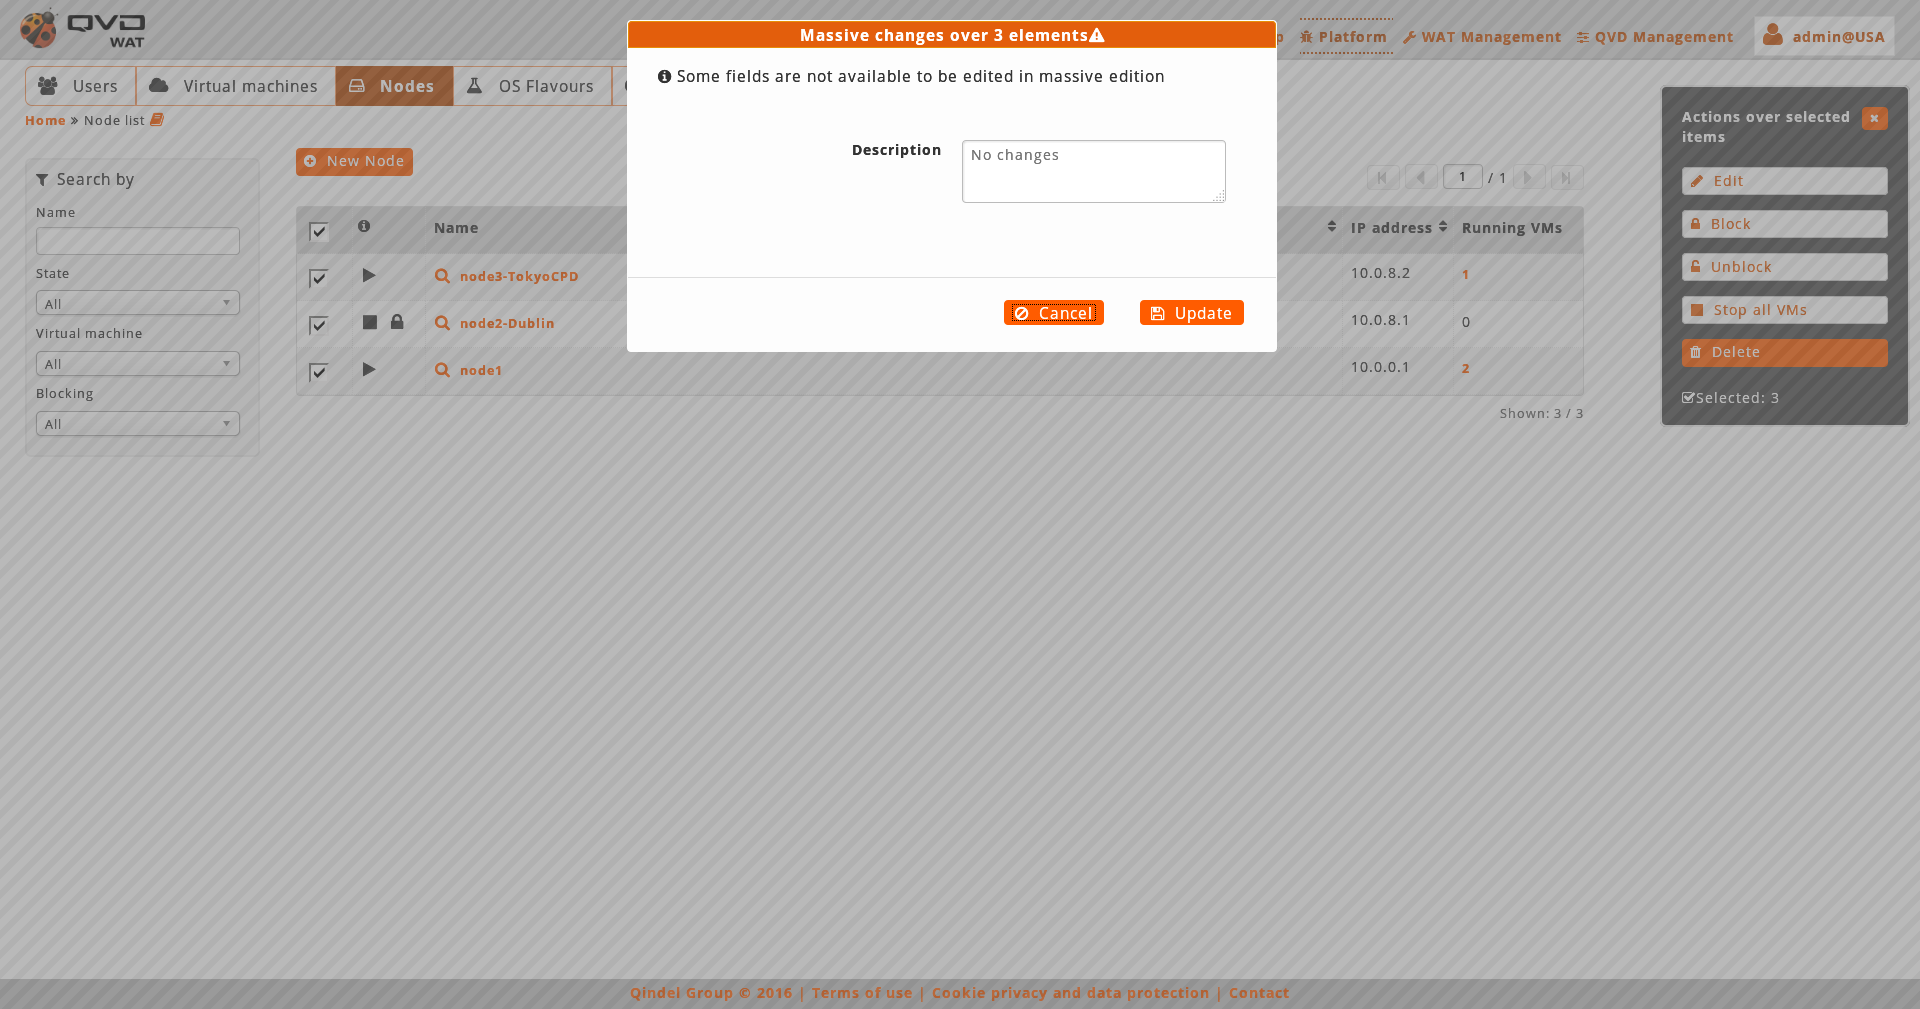 QVD
WAT
p
Platform
WAT Management
QVD Management
admin@USA
Massive changes over 3 elements
Some fields are not available to be edited in massive edition
Description
No changes
Cancel
Update
Users
Virtual machines
Nodes
OS Flavours
Home » Node list
Search by
Name
State
All
Virtual machine
All
Blocking
All
New Node
1 / 1
Name
IP address
Running VMs
node3-TokyoCPD
10.0.8.2
1
node2-Dublin
10.0.8.1
0
node1
10.0.0.1
2
Shown: 3 / 3
Actions over selected
items
Edit
Block
Unblock
Stop all VMs
Delete
Selected: 3
Qindel Group © 2016 | Terms of use | Cookie privacy and data protection | Contact